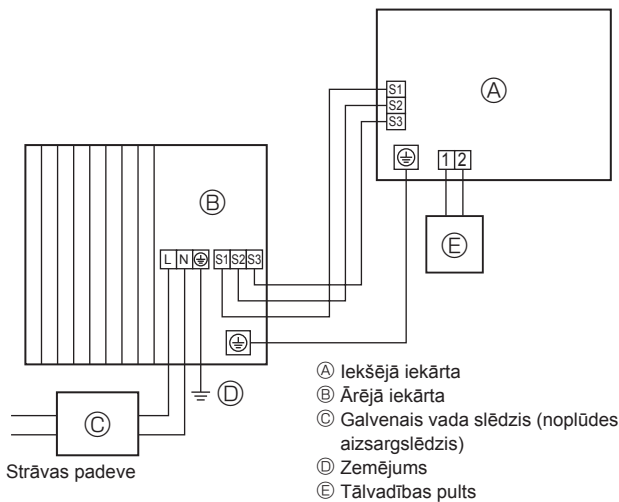 Ⓐ
S1
S2
S3
1 2
Ⓔ
Ⓑ
L N S1 S2 S3
Ⓓ
Ⓒ
Strāvas padeve
Ⓐ Iekšējā iekārta
Ⓑ Ārējā iekārta
Ⓒ Galvenais vada slēdzis (noplūdes
aizsargslēdzis)
Ⓓ Zemējums
Ⓔ Tālvadības pults